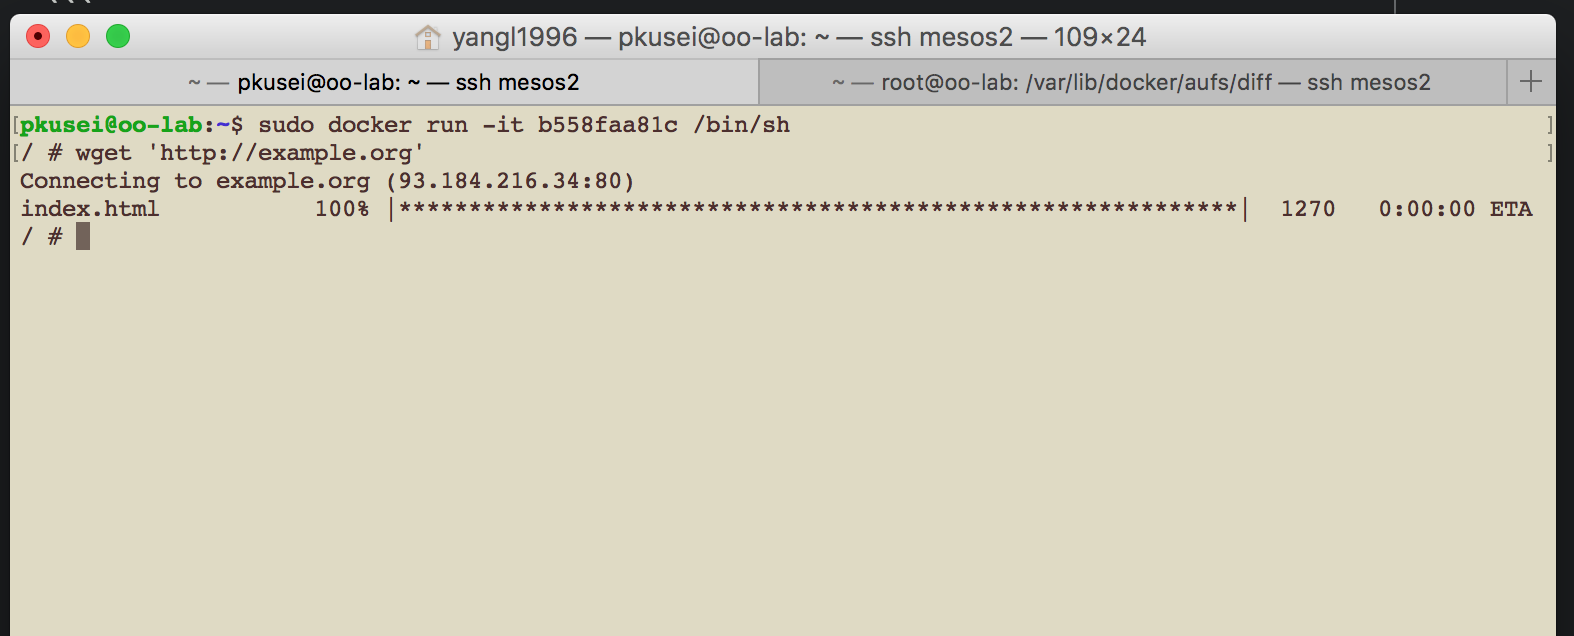 yangl1996 — pkusei@oo-lab: ~ — ssh mesos2 — 109×24
~ — pkusei@oo-lab: ~ — ssh mesos2
~ — root@oo-lab: /var/lib/docker/aufs/diff — ssh mesos2
[pkusei@oo-lab:~$ sudo docker run -it b558faa81c /bin/sh ]
[/ # wget 'http://example.org' ]
Connecting to example.org (93.184.216.34:80)
index.html           100% |************************************************************|  1270   0:00:00 ETA
/ #